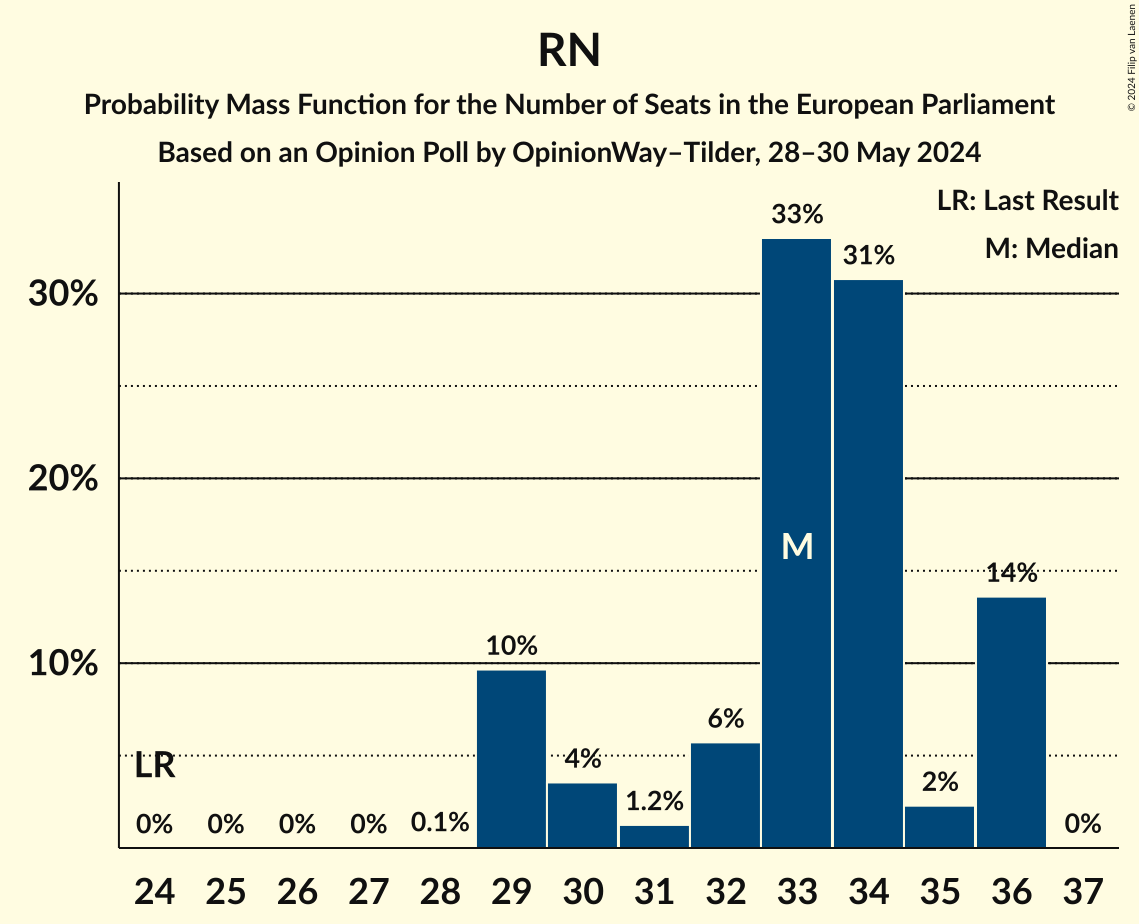 RN
Probability Mass Function for the Number of Seats in the European Parliament
Based on an Opinion Poll by OpinionWay–Tilder, 28–30 May 2024
© 2024 Filip van Laenen
LR: Last Result
M: Median
30%
20%
10%
33%
31%
M
14%
10%
6%
LR
4%
2%
1.2%
0%
0%
0%
0%
0.1%
0%
24 25 26 27 28 29 30 31 32 33 34 35 36 37